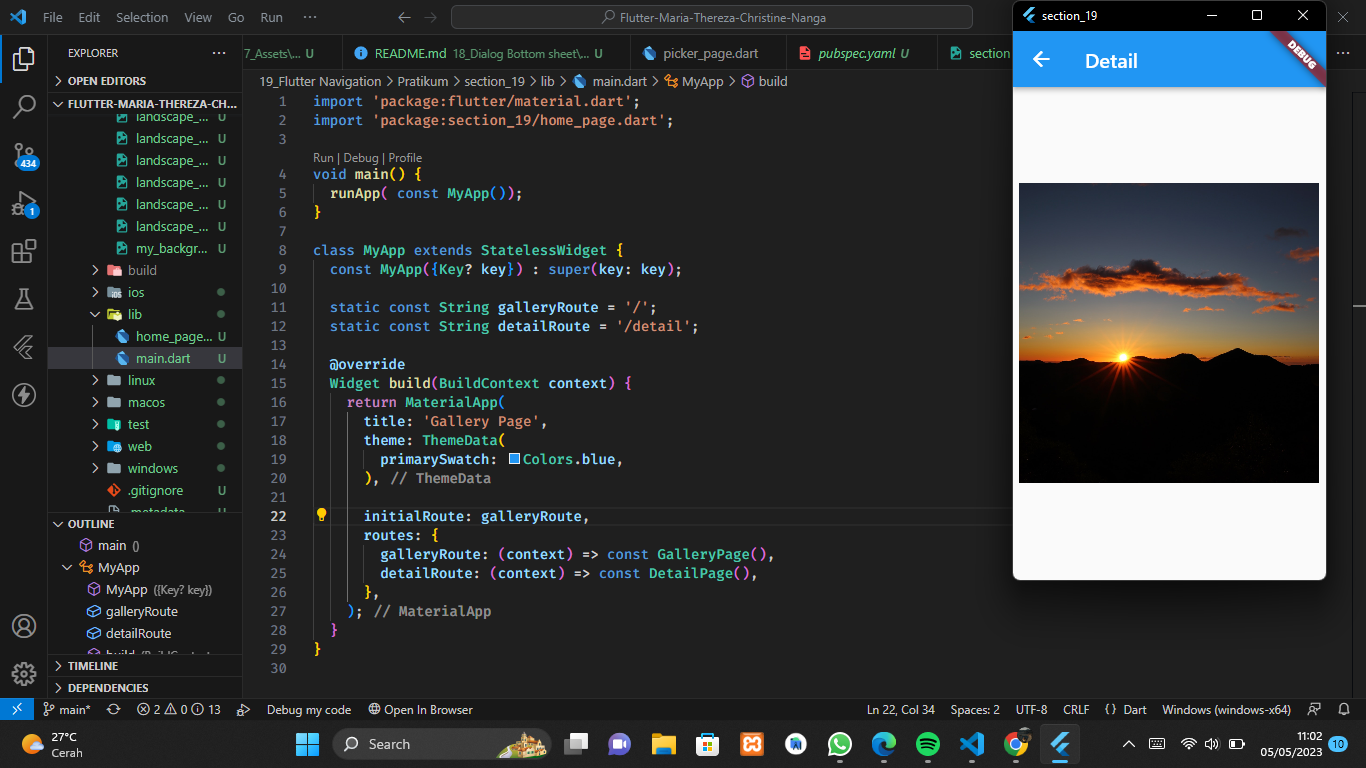 File Edit Selection View Go Run ···
Flutter-Maria-Thereza-Christine-Nanga
section_19
EXPLORER
OPEN EDITORS
FLUTTER-MARIA-THEREZA-CH...
landscape_... U
landscape_... U
landscape_... U
landscape_... U
landscape_... U
landscape_... U
my_backgr... U
build
ios
lib
home_page... U
main.dart U
linux
macos
test
web
windows
.gitignore U
.metadata U
OUTLINE
main ()
MyApp
MyApp ({Key? key})
galleryRoute
detailRoute
build
TIMELINE
DEPENDENCIES
434
1
7_Assets\... U
README.md 18_Dialog Bottom sheet\... U
picker_page.dart
pubspec.yaml U
section
19_Flutter Navigation > Pratikum > section_19 > lib > main.dart > MyApp > build
1 import 'package:flutter/material.dart';
2 import 'package:section_19/home_page.dart';
3
Run | Debug | Profile
4 void main() {
5 runApp( const MyApp());
6 }
7
8 class MyApp extends StatelessWidget {
9 const MyApp({Key? key}) : super(key: key);
10
11 static const String galleryRoute = '/';
12 static const String detailRoute = '/detail';
13
14 @override
15 Widget build(BuildContext context) {
16 return MaterialApp(
17 title: 'Gallery Page',
18 theme: ThemeData(
19 primarySwatch: Colors.blue,
20 ), // ThemeData
21
22 initialRoute: galleryRoute,
23 routes: {
24 galleryRoute: (context) => const GalleryPage(),
25 detailRoute: (context) => const DetailPage(),
26 },
27 ); // MaterialApp
28 }
29 }
30
Detail
DEBUG
main* 2 0 13 Debug my code Open In Browser
Ln 22, Col 34 Spaces: 2 UTF-8 CRLF {} Dart Windows (windows-x64)
27°C
Cerah
Search
11:02
05/05/2023
10